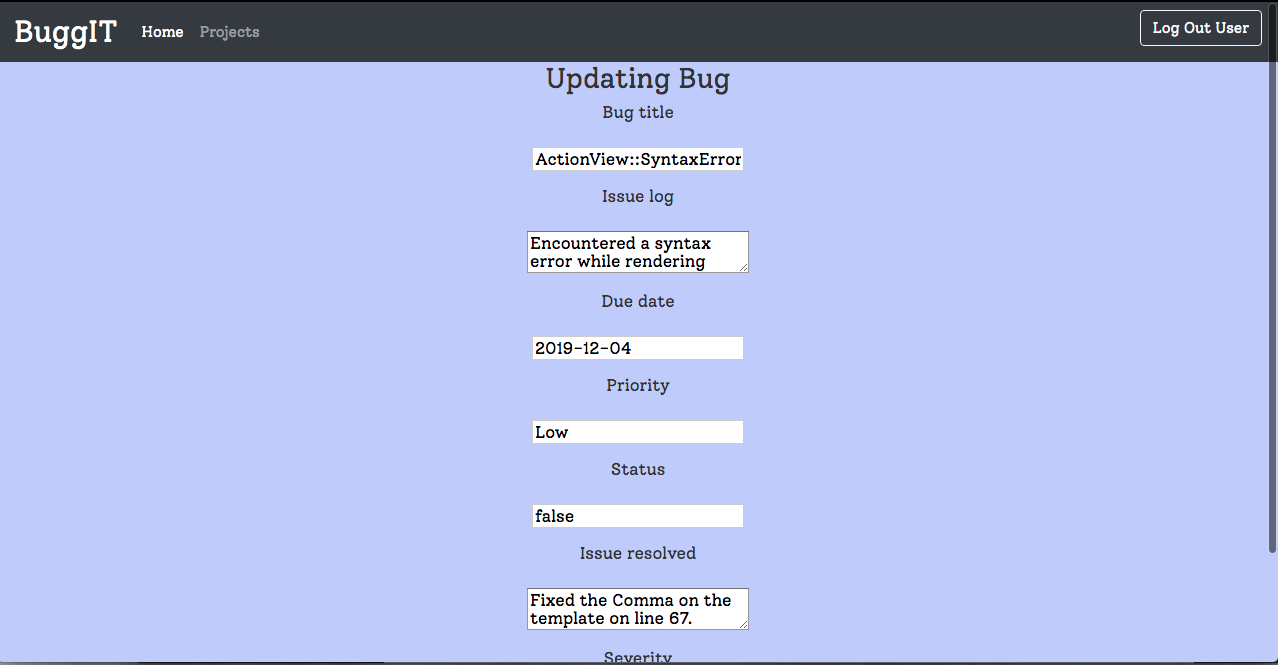 BuggIT Home Projects Log Out User
Updating Bug
Bug title
ActionView::SyntaxError
Issue log
Encountered a syntax
error while rendering
Due date
2019-12-04
Priority
Low
Status
false
Issue resolved
Fixed the Comma on the
template on line 67.
Severity